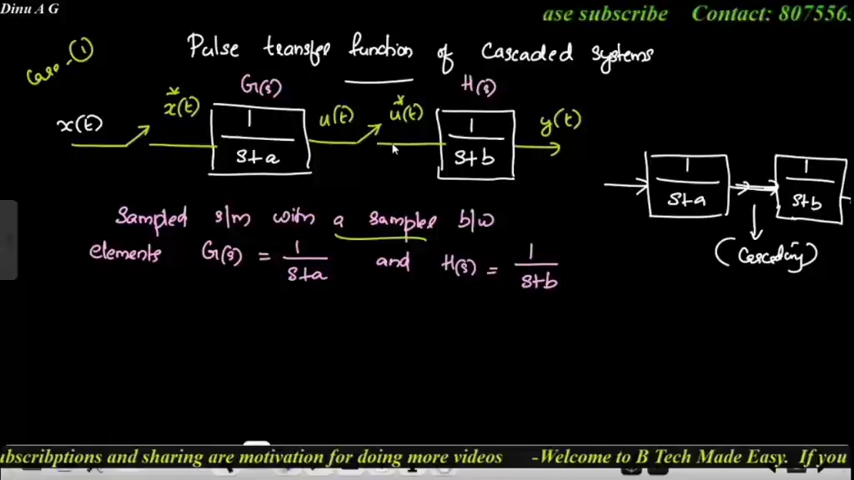 Dinu A G
ase subscribe Contact: 807556.
Case-①
Pulse transfer function of Cascaded systems
G(s)
H(s)
x(t)
x*(t)
1/(s+a)
u(t)
u*(t)
1/(s+b)
y(t)
1/(s+a)
1/(s+b)
(Cascading)
Sampled s/m with a sampler b/w
elements G(s) = 1/(s+a) and H(s) = 1/(s+b)
ubscribptions and sharing are motivation for doing more videos -Welcome to B Tech Made Easy. If you